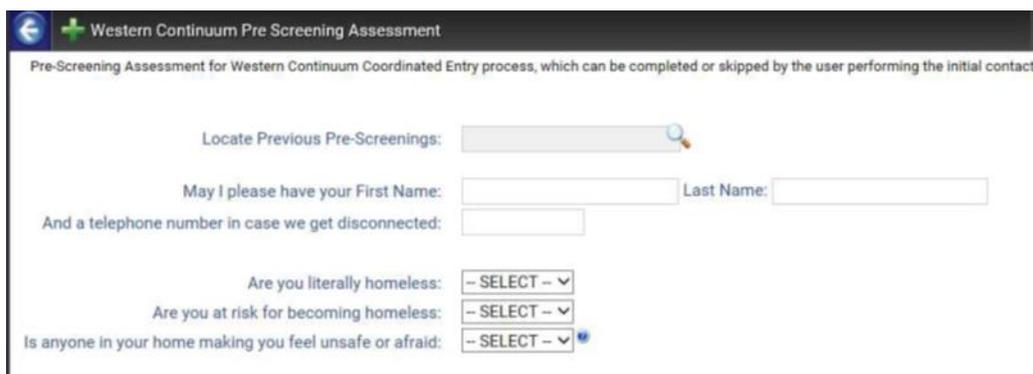 Western Continuum Pre Screening Assessment
Pre-Screening Assessment for Western Continuum Coordinated Entry process, which can be completed or skipped by the user performing the initial contact
Locate Previous Pre-Screenings:
May I please have your First Name: Last Name:
And a telephone number in case we get disconnected:
Are you literally homeless: -- SELECT --
Are you at risk for becoming homeless: -- SELECT --
Is anyone in your home making you feel unsafe or afraid: -- SELECT --